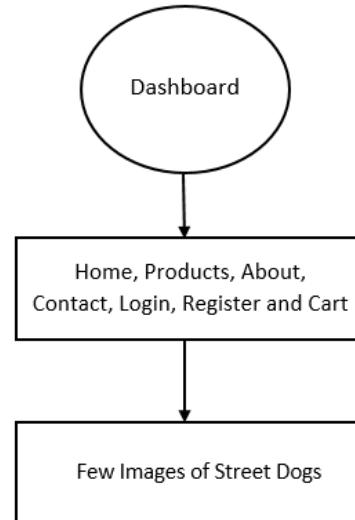 Dashboard
Home, Products, About,
Contact, Login, Register and Cart
Few Images of Street Dogs